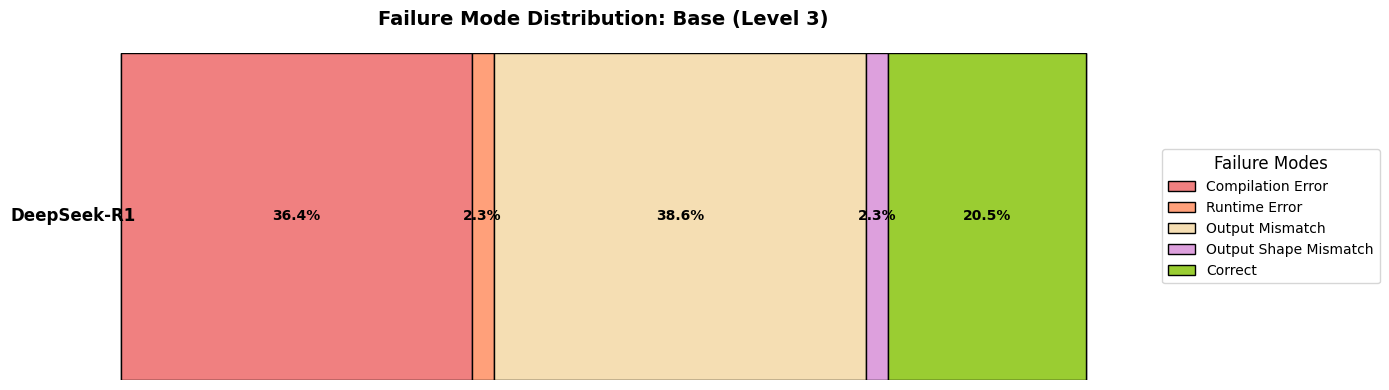 Failure Mode Distribution: Base (Level 3)
DeepSeek-R1
36.4%
2.3%
38.6%
2.3%
20.5%
Failure Modes
Compilation Error
Runtime Error
Output Mismatch
Output Shape Mismatch
Correct